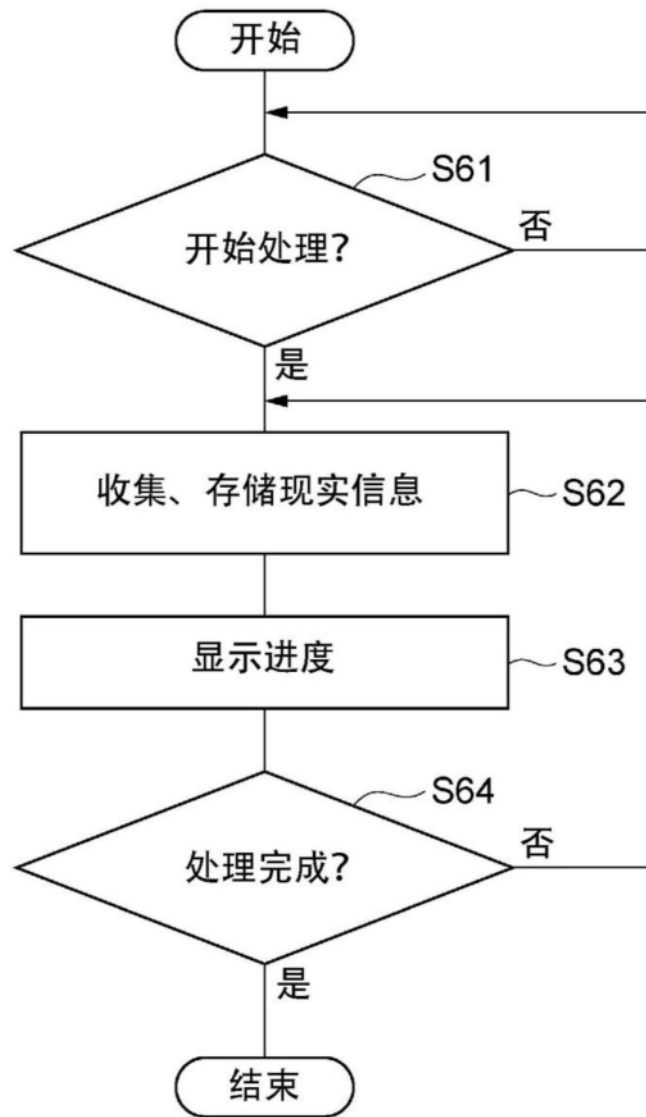 开始
S61
开始处理?
否
是
收集、存储现实信息
S62
显示进度
S63
S64
处理完成?
否
是
结束